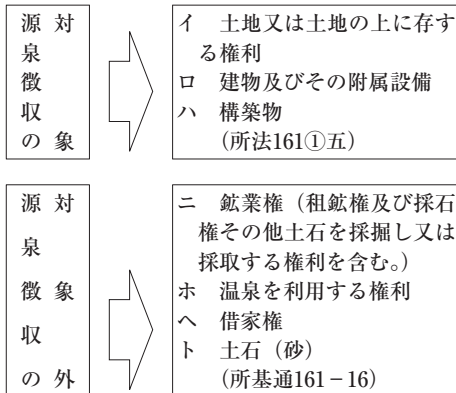 源泉徴収の
対象
イ 土地又は土地の上に存す
る権利
ロ 建物及びその附属設備
ハ 構築物
(所法161①五)
源泉徴収の
対象外
ニ 鉱業権(租鉱権及び採石
権その他土石を採掘し又は
採取する権利を含む。)
ホ 温泉を利用する権利
ヘ 借家権
ト 土石(砂)
(所基通161-16)